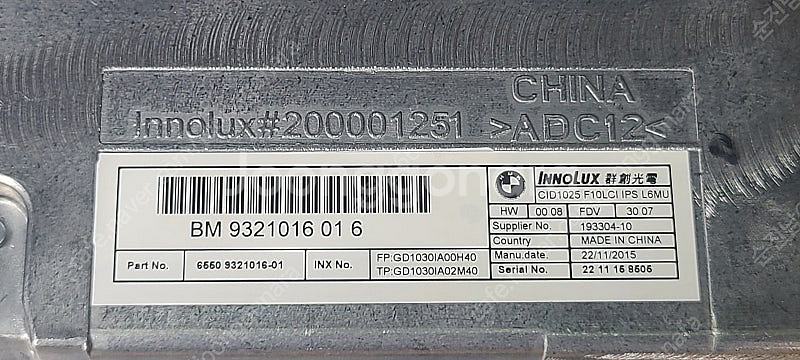 CHINA
Innolux#200001251 >ADC12<
INNOLUX 群創光電
CID1025 F10LCI IPS L6MU
BM 9321016 01 6
HW 00 08 FDV 30 07
Supplier No. 193304-10
Country MADE IN CHINA
Manu.date. 22/11/2015
Serial No. 22 11 15 8505
Part No. 6550 9321016-01 INX No. FP:GD1030IA00H40
TP:GD1030IA02M40